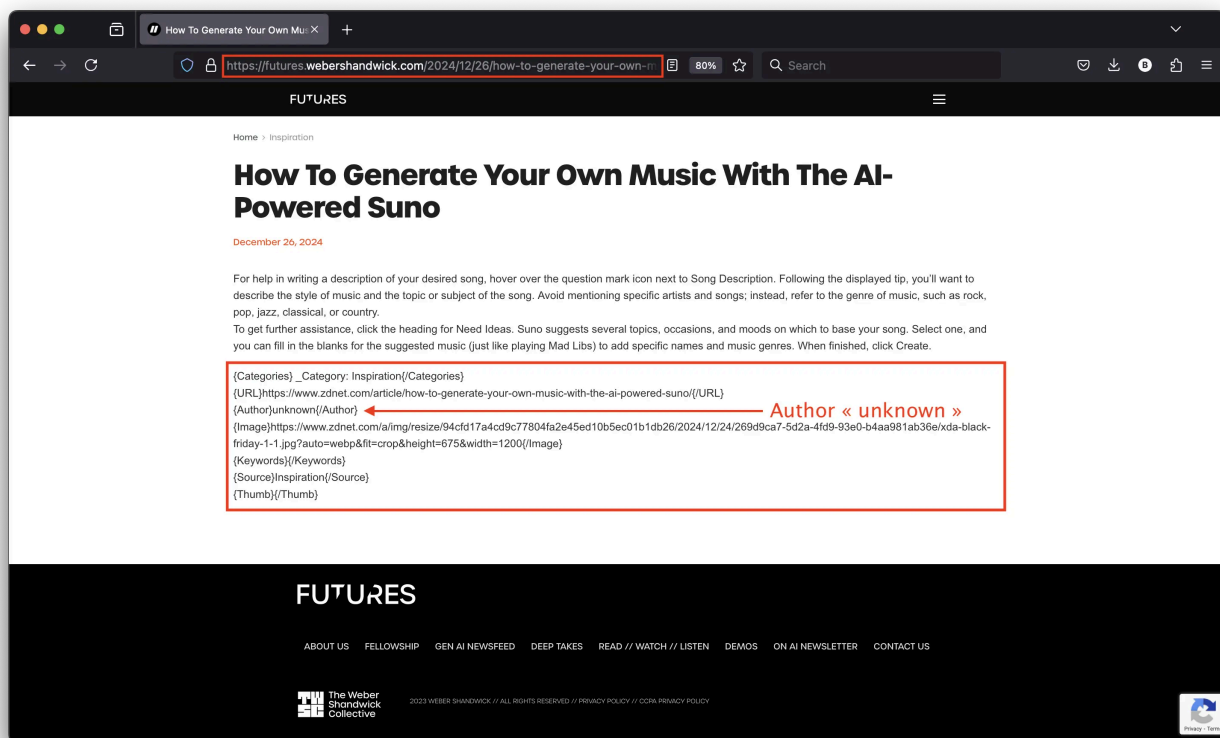 How To Generate Your Own Mus
https://futures.webershandwick.com/2024/12/26/how-to-generate-your-own-m
80%
Search
B
FUTURES
Home > Inspiration
How To Generate Your Own Music With The AI-
Powered Suno
December 26, 2024
For help in writing a description of your desired song, hover over the question mark icon next to Song Description. Following the displayed tip, you'll want to
describe the style of music and the topic or subject of the song. Avoid mentioning specific artists and songs; instead, refer to the genre of music, such as rock,
pop, jazz, classical, or country.
To get further assistance, click the heading for Need Ideas. Suno suggests several topics, occasions, and moods on which to base your song. Select one, and
you can fill in the blanks for the suggested music (just like playing Mad Libs) to add specific names and music genres. When finished, click Create.
{Categories} _Category: Inspiration{/Categories}
{URL}https://www.zdnet.com/article/how-to-generate-your-own-music-with-the-ai-powered-suno/{/URL}
{Author}unknown{/Author}
Author « unknown »
{Image}https://www.zdnet.com/a/img/resize/94cfd17a4cd9c77804fa2e45ed10b5ec01b1db26/2024/12/24/269d9ca7-5d2a-4fd9-93e0-b4aa981ab36e/xda-black-
friday-1-1.jpg?auto=webp&fit=crop&height=675&width=1200{/Image}
{Keywords}{/Keywords}
{Source}Inspiration{/Source}
{Thumb}{/Thumb}
FUTURES
ABOUT US FELLOWSHIP GEN AI NEWSFEED DEEP TAKES READ // WATCH // LISTEN DEMOS ON AI NEWSLETTER CONTACT US
TW
SC
The Weber
Shandwick
Collective
2023 WEBER SHANDWICK // ALL RIGHTS RESERVED // PRIVACY POLICY // CCPA PRIVACY POLICY
Privacy - Term